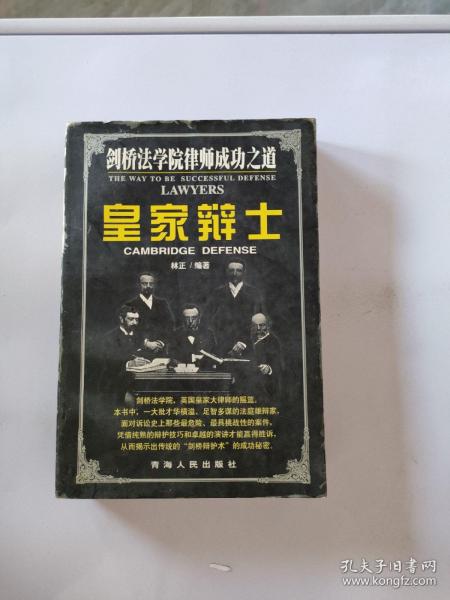 剑桥法学院律师成功之道
THE WAY TO BE SUCCESSFUL DEFENSE
LAWYERS
皇家辩士
CAMBRIDGE DEFENSE
林正/编著
剑桥法学院，英国皇家大律师的摇篮。
本书中，一大批才华横溢、足智多谋的法庭雄辩家，
面对诉讼史上那些最危险、最具挑战性的案件，
凭借纯熟的辩护技巧和卓越的演讲才能赢得胜诉，
从而揭示出传统的“剑桥辩护术”的成功秘密。
青海人民出版社
孔夫子旧书网
www.kongfz.com